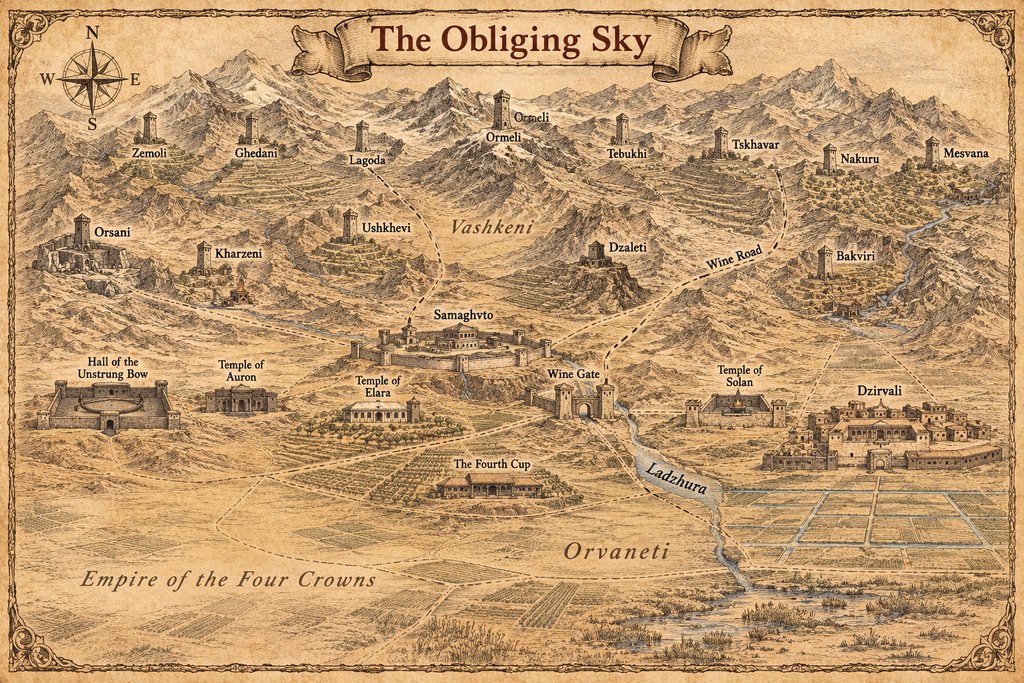 The Obliging Sky
N
W E
S
Ormeli
Ormeli
Zemoli
Ghedani
Lagoda
Tebukhi
Tskhavar
Nakuru
Mesvana
Orsani
Kharzeni
Ushkhevi
Vashkeni
Dzaleti
Wine Road
Bakviri
Samaghvto
Hall of the
Unstrung Bow
Temple of
Auron
Temple of
Elara
Wine Gate
Temple of
Solan
Dzirvali
The Fourth Cup
Ladzhura
Orvaneti
Empire of the Four Crowns